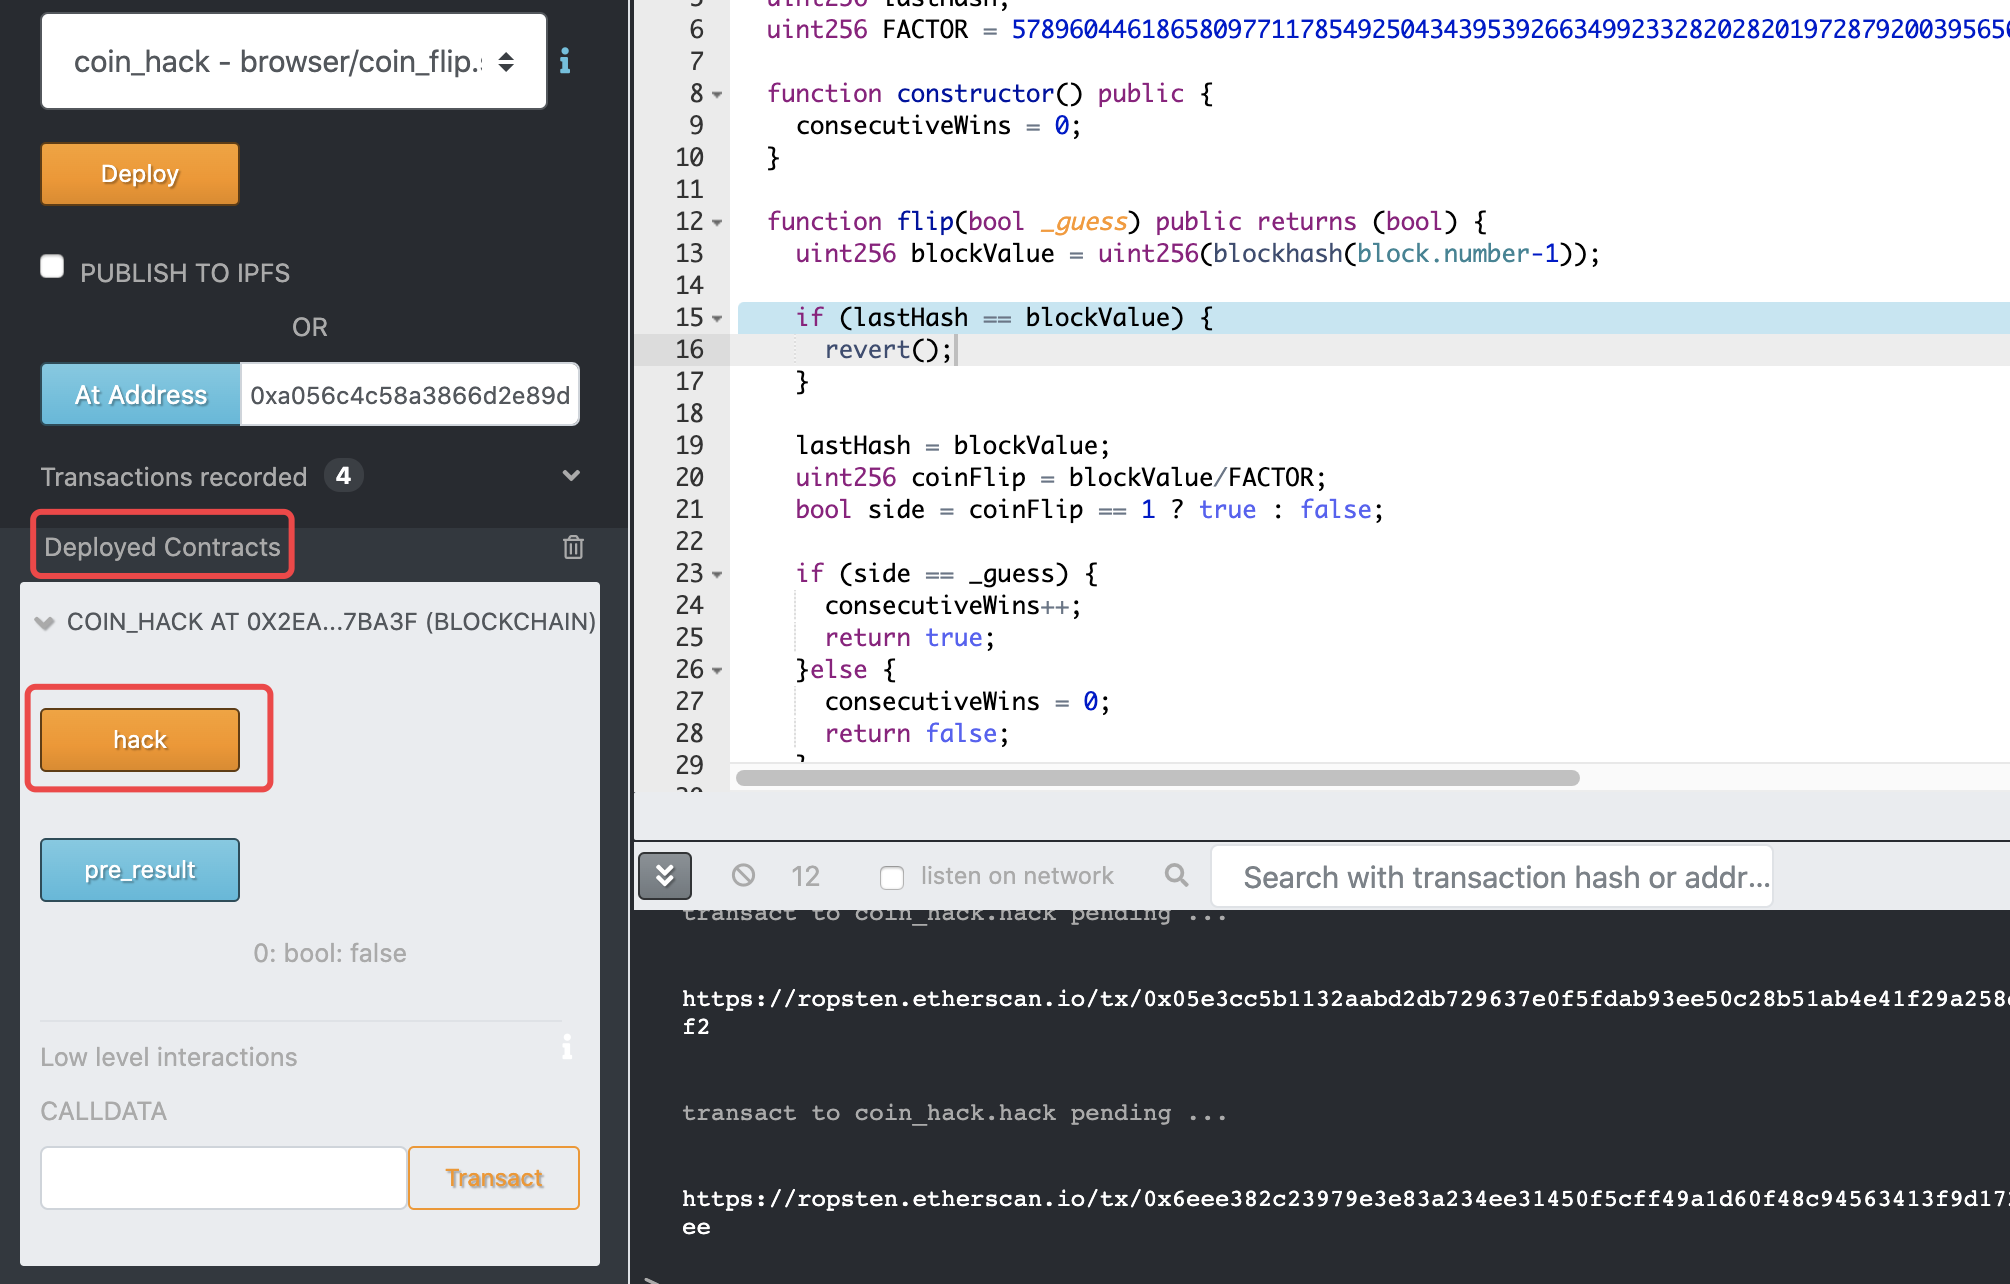 coin_hack - browser/coin_flip.
Deploy
PUBLISH TO IPFS
OR
At Address
0xa056c4c58a3866d2e89d
Transactions recorded 4
Deployed Contracts
COIN_HACK AT 0X2EA...7BA3F (BLOCKCHAIN)
hack
pre_result
0: bool: false
Low level interactions
CALLDATA
Transact
5 uint256 lastHash;
6 uint256 FACTOR = 578960446186580977117854925043439539266349923328202820197287920039565
7
8 function constructor() public {
9 consecutiveWins = 0;
10 }
11
12 function flip(bool _guess) public returns (bool) {
13 uint256 blockValue = uint256(blockhash(block.number-1));
14
15 if (lastHash == blockValue) {
16 revert();
17 }
18
19 lastHash = blockValue;
20 uint256 coinFlip = blockValue/FACTOR;
21 bool side = coinFlip == 1 ? true : false;
22
23 if (side == _guess) {
24 consecutiveWins++;
25 return true;
26 }else {
27 consecutiveWins = 0;
28 return false;
29 }
12
listen on network
Search with transaction hash or addr...
transact to coin_hack.hack pending ...
https://ropsten.etherscan.io/tx/0x05e3cc5b1132aabd2db729637e0f5fdab93ee50c28b51ab4e41f29a258
f2
transact to coin_hack.hack pending ...
https://ropsten.etherscan.io/tx/0x6eee382c23979e3e83a234ee31450f5cff49a1d60f48c94563413f9d17
ee